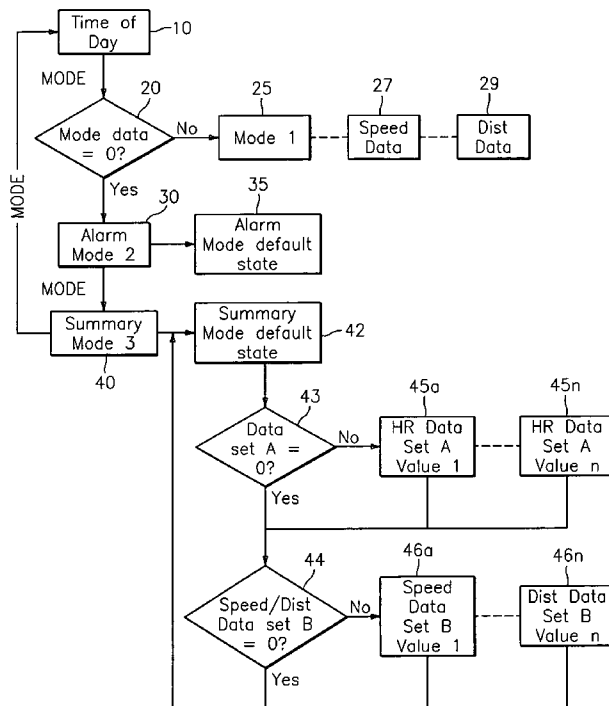 Time of
Day
10
MODE
20
25
27
29
Mode data
= 0?
No
Mode 1
Speed
Data
Dist
Data
Yes
MODE
30
35
Alarm
Mode 2
Alarm
Mode default
state
MODE
Summary
Mode 3
40
Summary
Mode default
state
42
43
45a
45n
Data
set A =
0?
No
HR Data
Set A
Value 1
HR Data
Set A
Value n
Yes
44
46a
46n
Speed/Dist
Data set B
= 0?
No
Speed
Data
Set B
Value 1
Dist Data
Set B
Value n
Yes